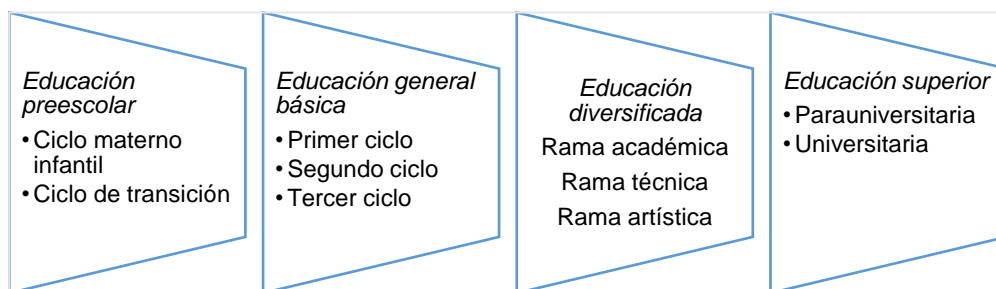 Educación
preescolar
• Ciclo materno
infantil
• Ciclo de transición
Educación general
básica
• Primer ciclo
• Segundo ciclo
• Tercer ciclo
Educación
diversificada
Rama académica
Rama técnica
Rama artística
Educación superior
• Parauniversitaria
• Universitaria